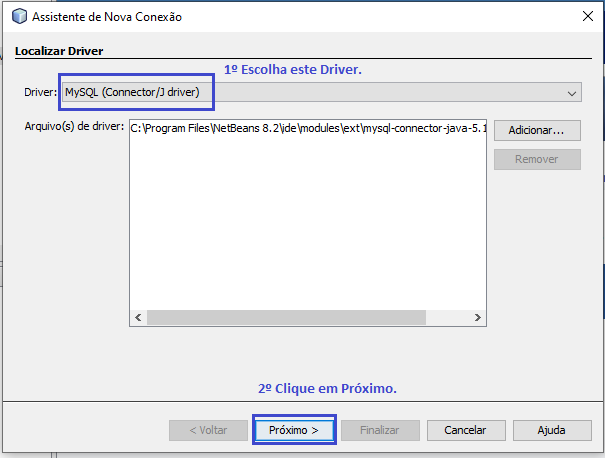 Assistente de Nova Conexão
Localizar Driver
1º Escolha este Driver.
Driver: MySQL (Connector/J driver)
Arquivo(s) de driver: C:\Program Files\NetBeans 8.2\ide\modules\ext\mysql-connector-java-5.1 Adicionar...
Remover
2º Clique em Próximo.
< Voltar Próximo > Finalizar Cancelar Ajuda